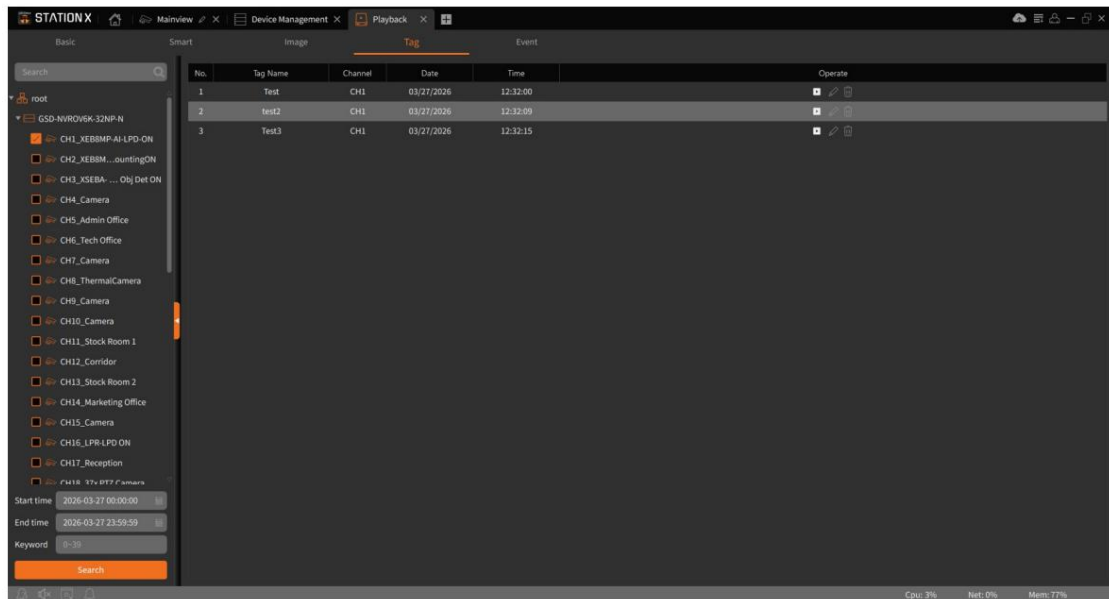 STATION X Mainview Device Management Playback
Basic Smart Image Tag Event
Search
root
GSD-NVROV6K-32NP-N
CH1_XEB8MP-AI-LPD-ON
CH2_XEB8M...ountingON
CH3_XSEBA- ... Obj Det ON
CH4_Camera
CH5_Admin Office
CH6_Tech Office
CH7_Camera
CH8_ThermalCamera
CH9_Camera
CH10_Camera
CH11_Stock Room 1
CH12_Corridor
CH13_Stock Room 2
CH14_Marketing Office
CH15_Camera
CH16_LPR-LPD ON
CH17_Reception
CH18_37x PTZ Camera
Start time 2026-03-27 00:00:00
End time 2026-03-27 23:59:59
Keyword 0~39
Search
No. Tag Name Channel Date Time Operate
1 Test CH1 03/27/2026 12:32:00
2 test2 CH1 03/27/2026 12:32:09
3 Test3 CH1 03/27/2026 12:32:15
Cpu: 3% Net: 0% Mem: 77%